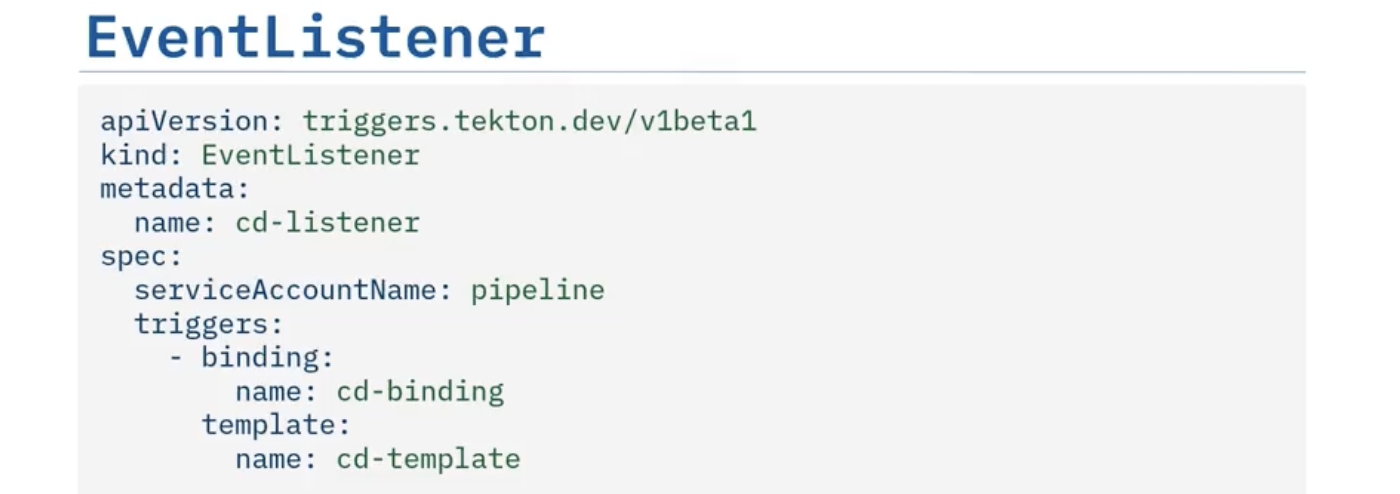 EventListener
apiVersion: triggers.tekton.dev/v1beta1
kind: EventListener
metadata:
  name: cd-listener
spec:
  serviceAccountName: pipeline
  triggers:
    - binding:
        name: cd-binding
      template:
        name: cd-template